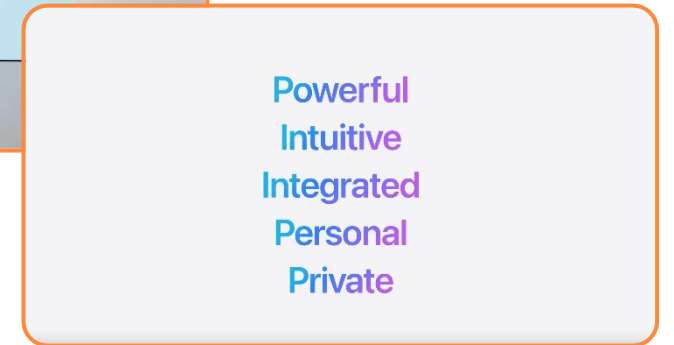 Powerful
Intuitive
Integrated
Personal
Private